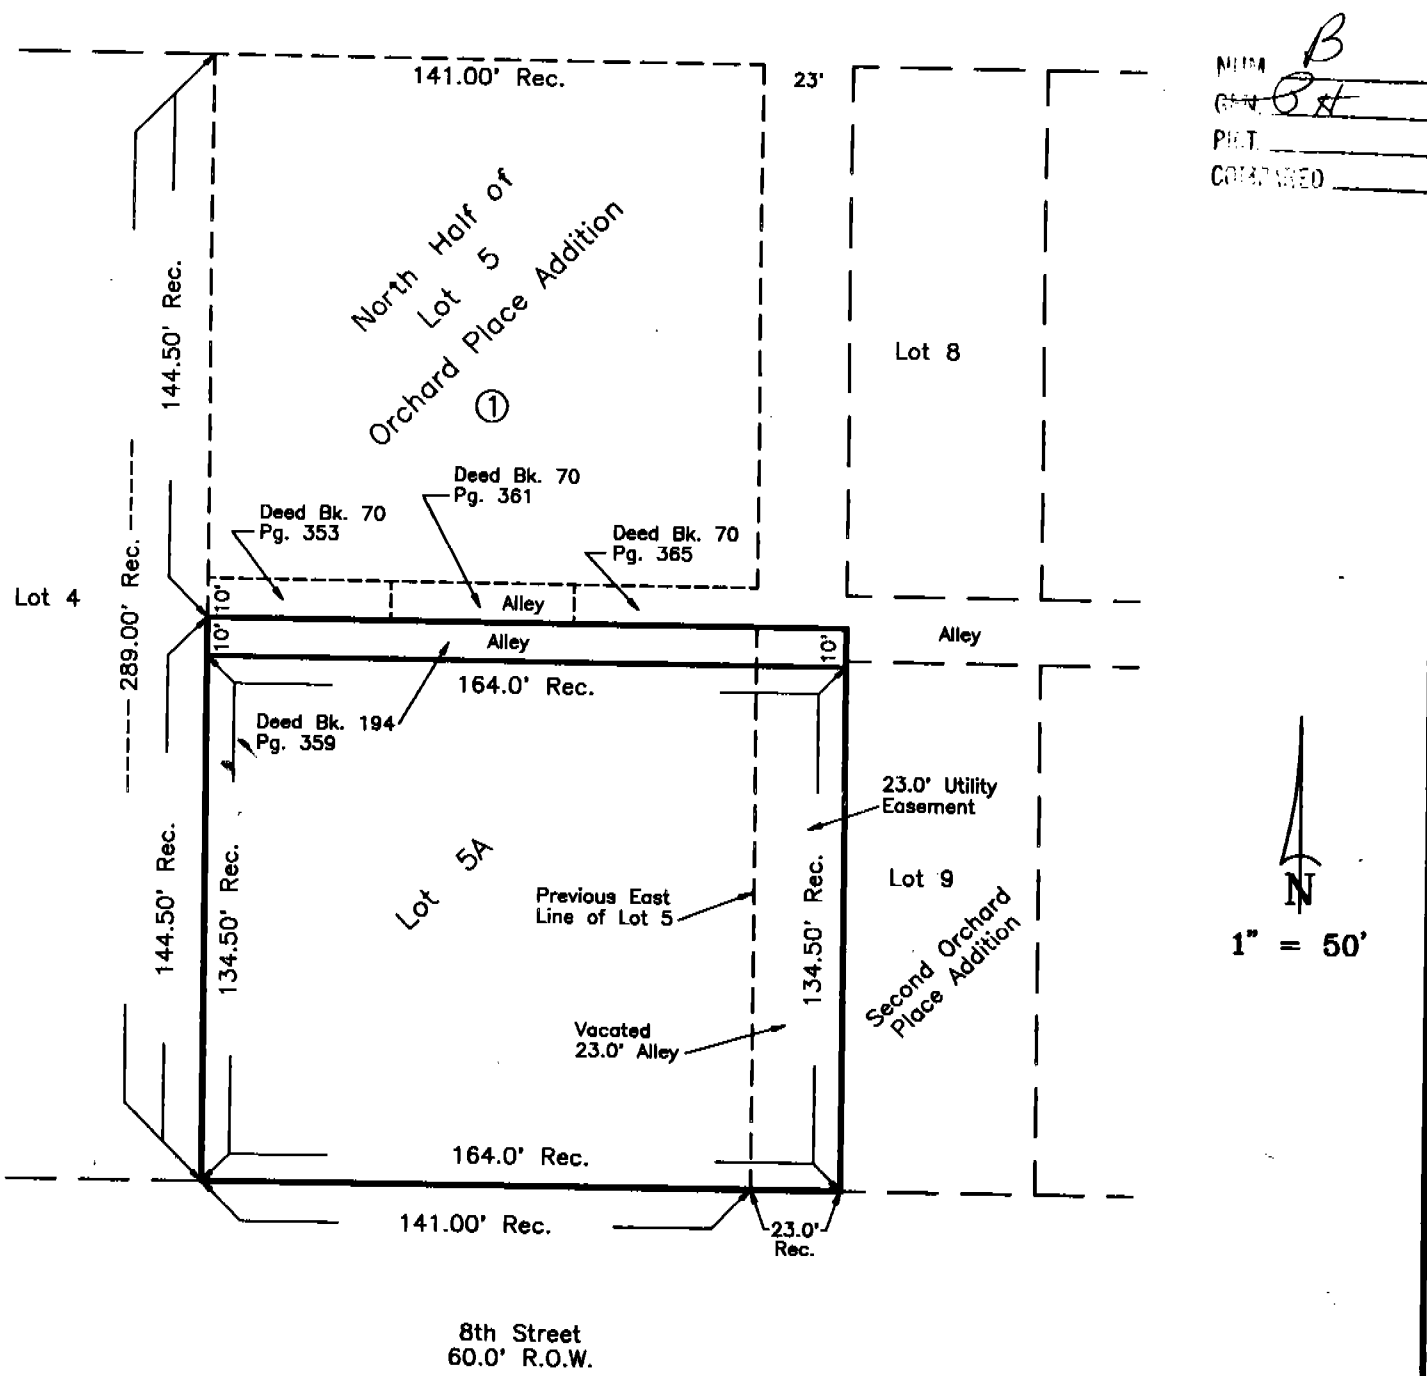 B
NUM
GEN.
PH
PICT.
COMPARED
141.00' Rec.
23'
North Half of
Lot 5
Orchard Place Addition
1
144.50' Rec.
Lot 8
Deed Bk. 70
Pg. 361
Deed Bk. 70
Pg. 353
Deed Bk. 70
Pg. 365
289.00' Rec.
Lot 4
10'
Alley
10'
Alley
10'
Alley
164.0' Rec.
Deed Bk. 194
Pg. 359
23.0' Utility
Easement
Lot 5A
144.50' Rec.
134.50' Rec.
Previous East
Line of Lot 5
134.50' Rec.
Lot 9
Second Orchard
Place Addition
N
1" = 50'
Vacated
23.0' Alley
164.0' Rec.
141.00' Rec.
23.0'
Rec.
8th Street
60.0' R.O.W.